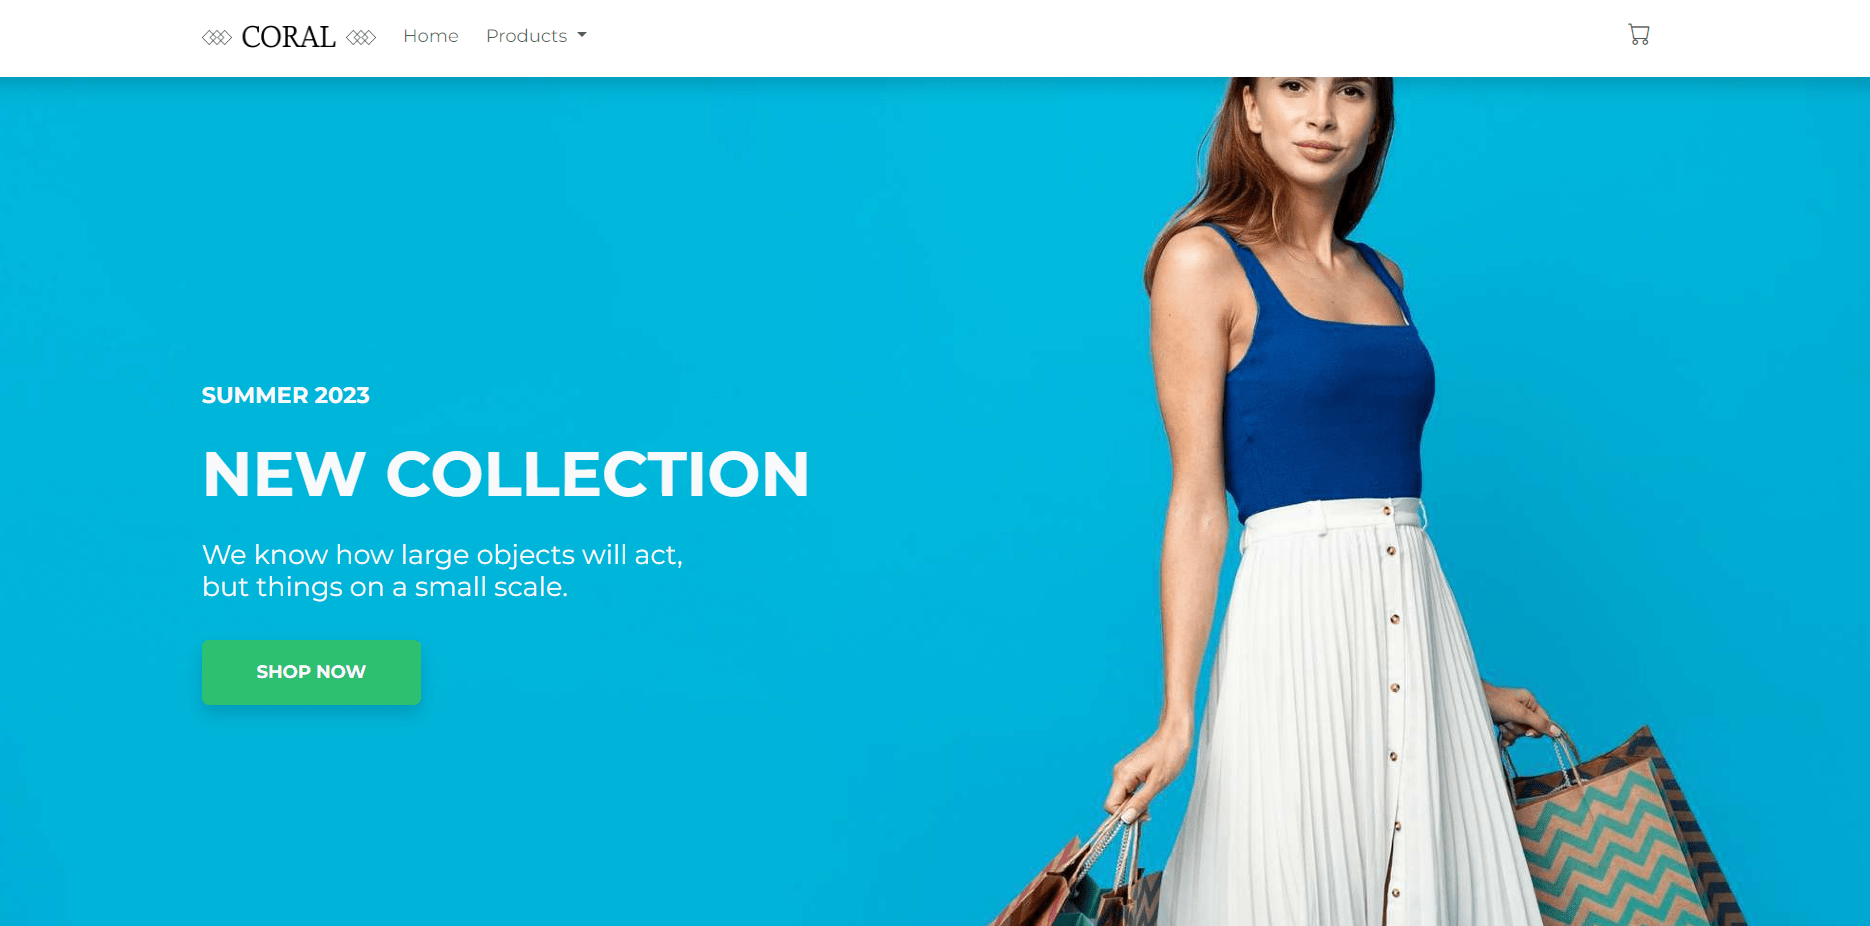 CORAL
Home
Products
SUMMER 2023
NEW COLLECTION
We know how large objects will act,
but things on a small scale.
SHOP NOW